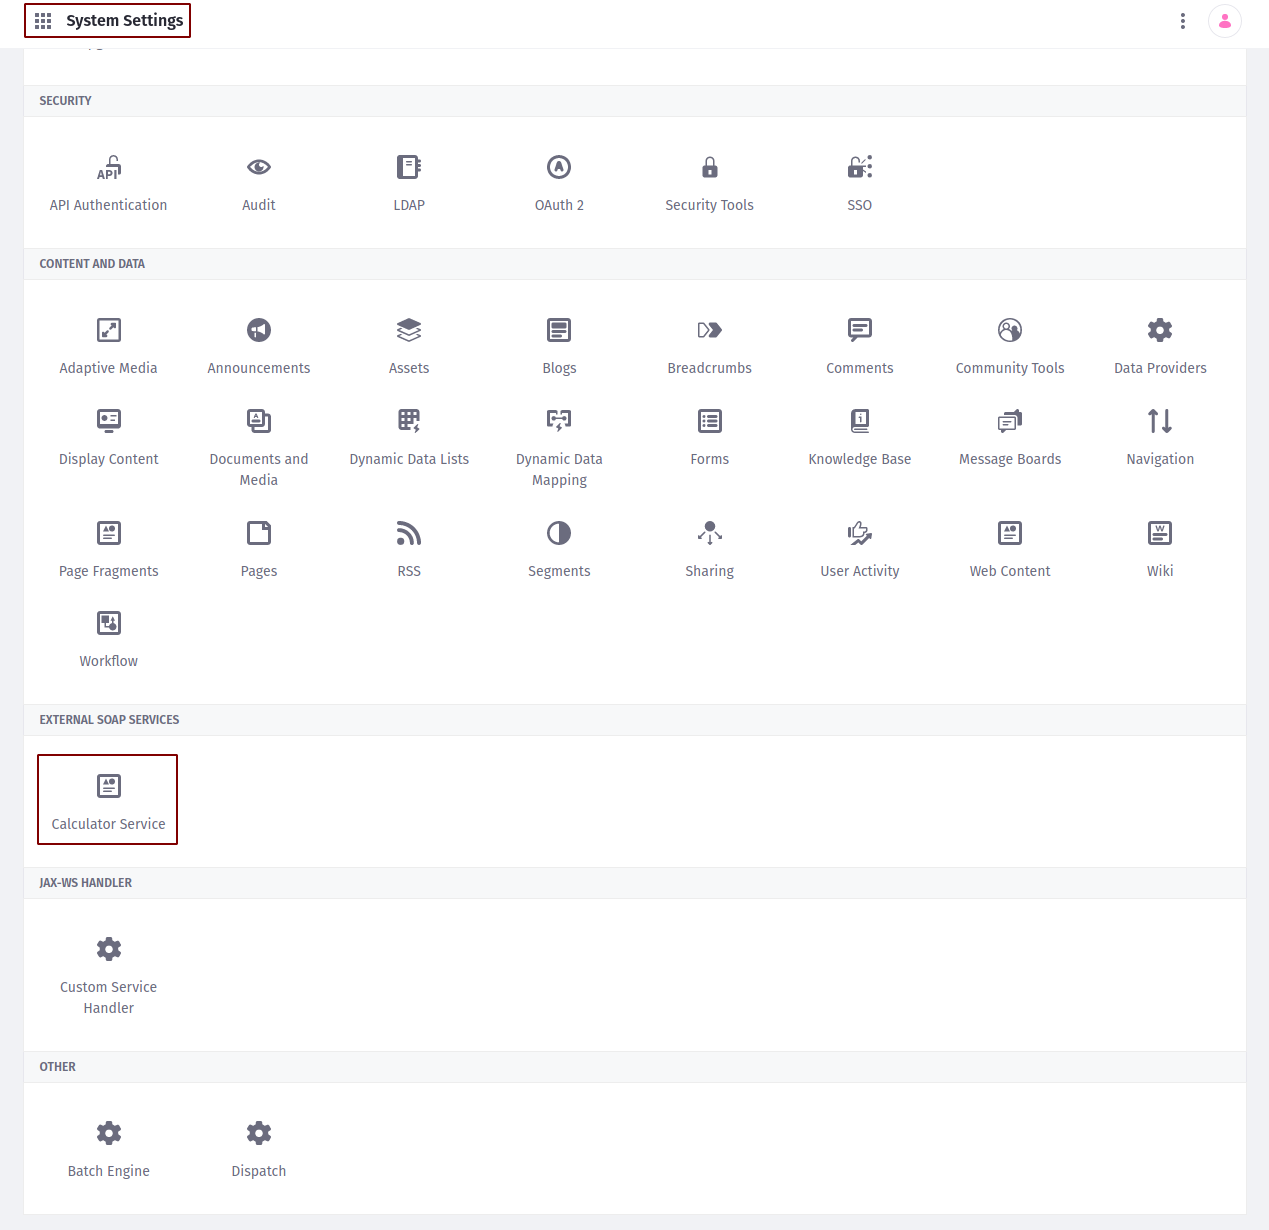 System Settings
SECURITY
API Authentication
Audit
LDAP
OAuth 2
Security Tools
SSO
CONTENT AND DATA
Adaptive Media
Announcements
Assets
Blogs
Breadcrumbs
Comments
Community Tools
Data Providers
Display Content
Documents and
Media
Dynamic Data Lists
Dynamic Data
Mapping
Forms
Knowledge Base
Message Boards
Navigation
Page Fragments
Pages
RSS
Segments
Sharing
User Activity
Web Content
Wiki
Workflow
EXTERNAL SOAP SERVICES
Calculator Service
JAX-WS HANDLER
Custom Service
Handler
OTHER
Batch Engine
Dispatch